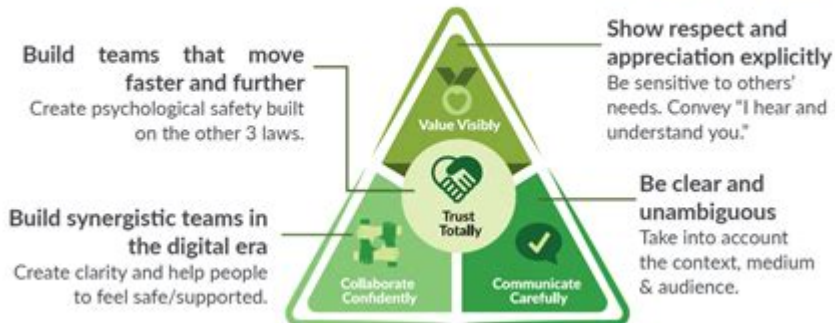 Build teams that move
faster and further
Create psychological safety built
on the other 3 laws.
Show respect and
appreciation explicitly
Be sensitive to others'
needs. Convey “I hear and
understand you.”
Value Visibly
Trust
Totally
Build synergistic teams in
the digital era
Create clarity and help people
to feel safe/supported.
Be clear and
unambiguous
Take into account
the context, medium
& audience.
Collaborate
Confidently
Communicate
Carefully